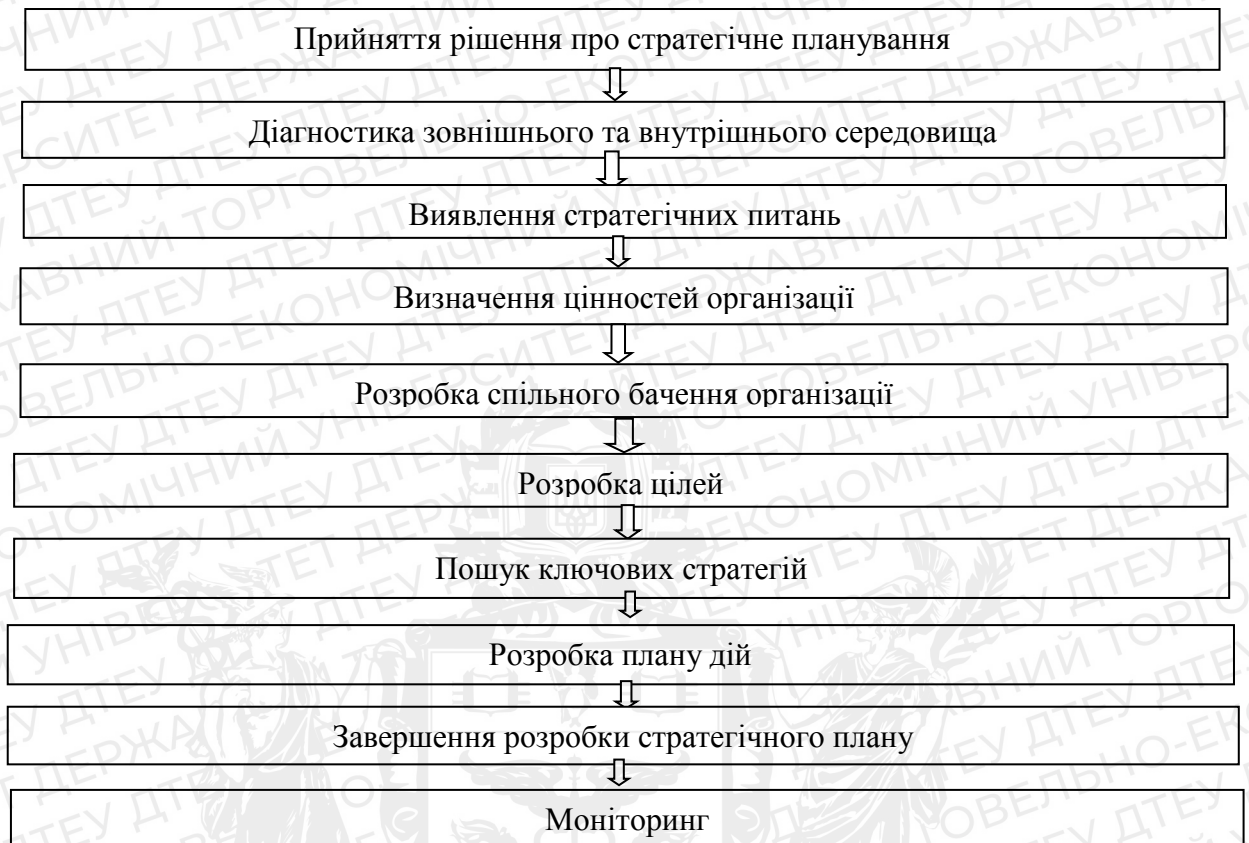 Прийняття рішення про стратегічне планування
Діагностика зовнішнього та внутрішнього середовища
Виявлення стратегічних питань
Визначення цінностей організації
Розробка спільного бачення організації
Розробка цілей
Пошук ключових стратегій
Розробка плану дій
Завершення розробки стратегічного плану
Моніторинг